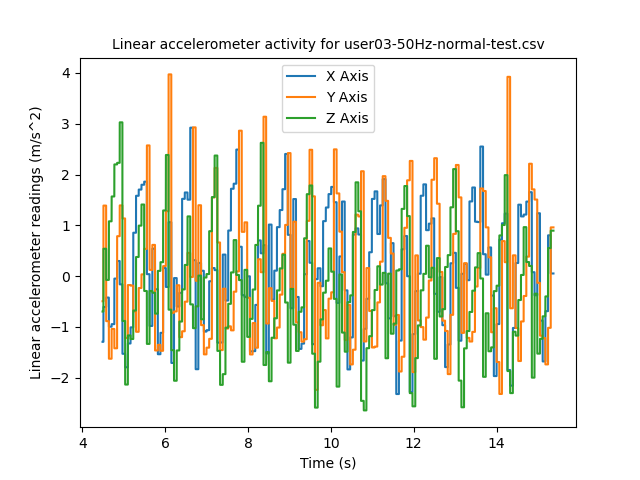 Linear accelerometer activity for user03-50Hz-normal-test.csv
X Axis
Y Axis
Z Axis
Linear accelerometer readings (m/s^2)
4
3
2
1
0
−1
−2
4 6 8 10 12 14
Time (s)